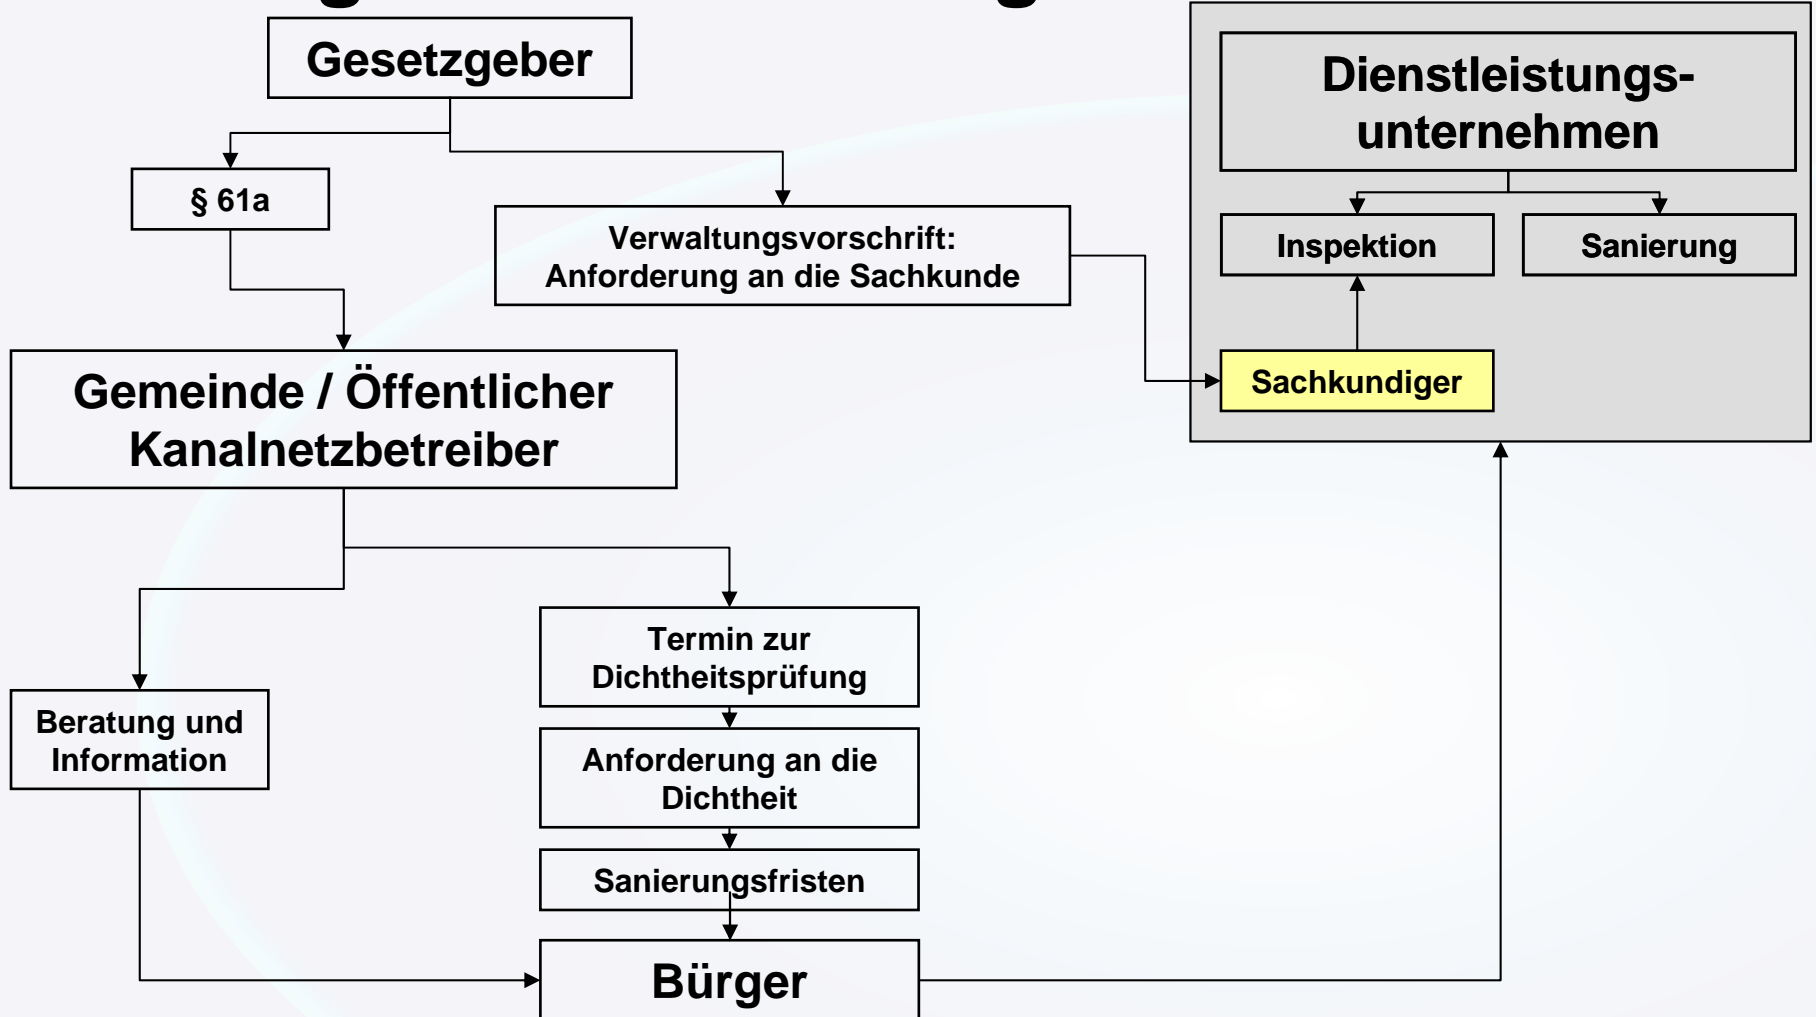 Gesetzgeber
§ 61a
Verwaltungsvorschrift:
Anforderung an die Sachkunde
Dienstleistungs-
unternehmen
Inspektion
Sanierung
Sachkundiger
Gemeinde / Öffentlicher
Kanalnetzbetreiber
Beratung und
Information
Termin zur
Dichtheitsprüfung
Anforderung an die
Dichtheit
Sanierungsfristen
Bürger